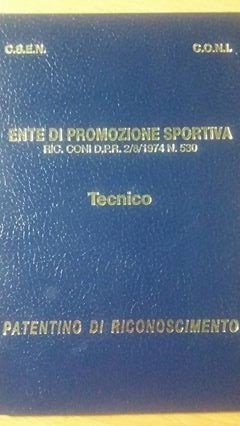 C.S.E.N. C.O.N.I.
ENTE DI PROMOZIONE SPORTIVA
RIC. CONI D.P.R. 2/8/1974 N. 530
Tecnico
PATENTINO DI RICONOSCIMENTO